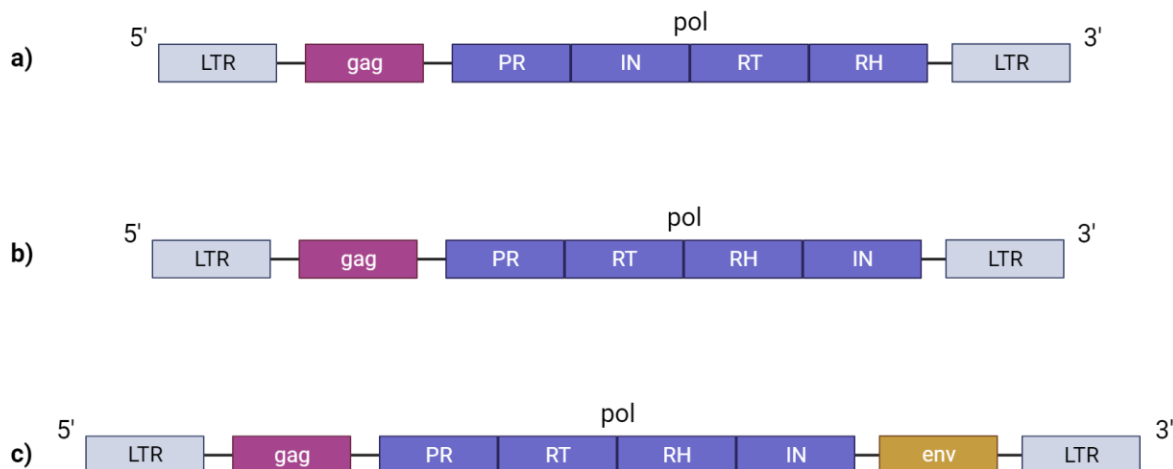 pol
5' 3'
a) LTR gag PR IN RT RH LTR
pol
5' 3'
b) LTR gag PR RT RH IN LTR
pol
5' 3'
c) LTR gag PR RT RH IN env LTR